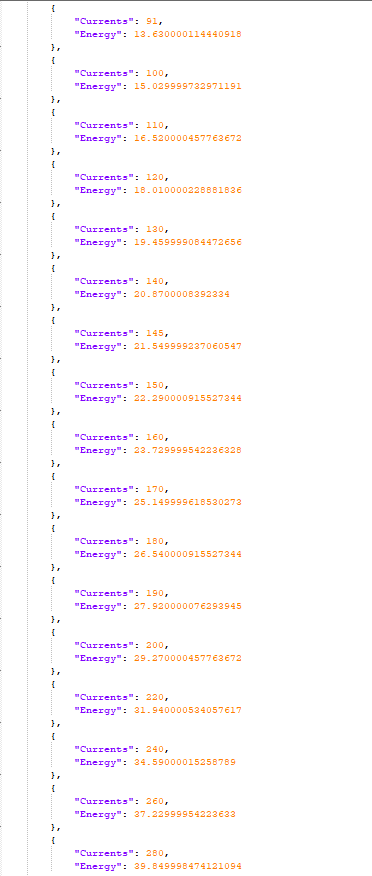 {
"Currents": 91,
"Energy": 13.630000114440918
},
{
"Currents": 100,
"Energy": 15.029999732971191
},
{
"Currents": 110,
"Energy": 16.520000457763672
},
{
"Currents": 120,
"Energy": 18.010000228881836
},
{
"Currents": 130,
"Energy": 19.459999084472656
},
{
"Currents": 140,
"Energy": 20.8700008392334
},
{
"Currents": 145,
"Energy": 21.549999237060547
},
{
"Currents": 150,
"Energy": 22.290000915527344
},
{
"Currents": 160,
"Energy": 23.729999542236328
},
{
"Currents": 170,
"Energy": 25.149999618530273
},
{
"Currents": 180,
"Energy": 26.540000915527344
},
{
"Currents": 190,
"Energy": 27.920000076293945
},
{
"Currents": 200,
"Energy": 29.270000457763672
},
{
"Currents": 220,
"Energy": 31.940000534057617
},
{
"Currents": 240,
"Energy": 34.59000015258789
},
{
"Currents": 260,
"Energy": 37.22999954223633
},
{
"Currents": 280,
"Energy": 39.849998474121094